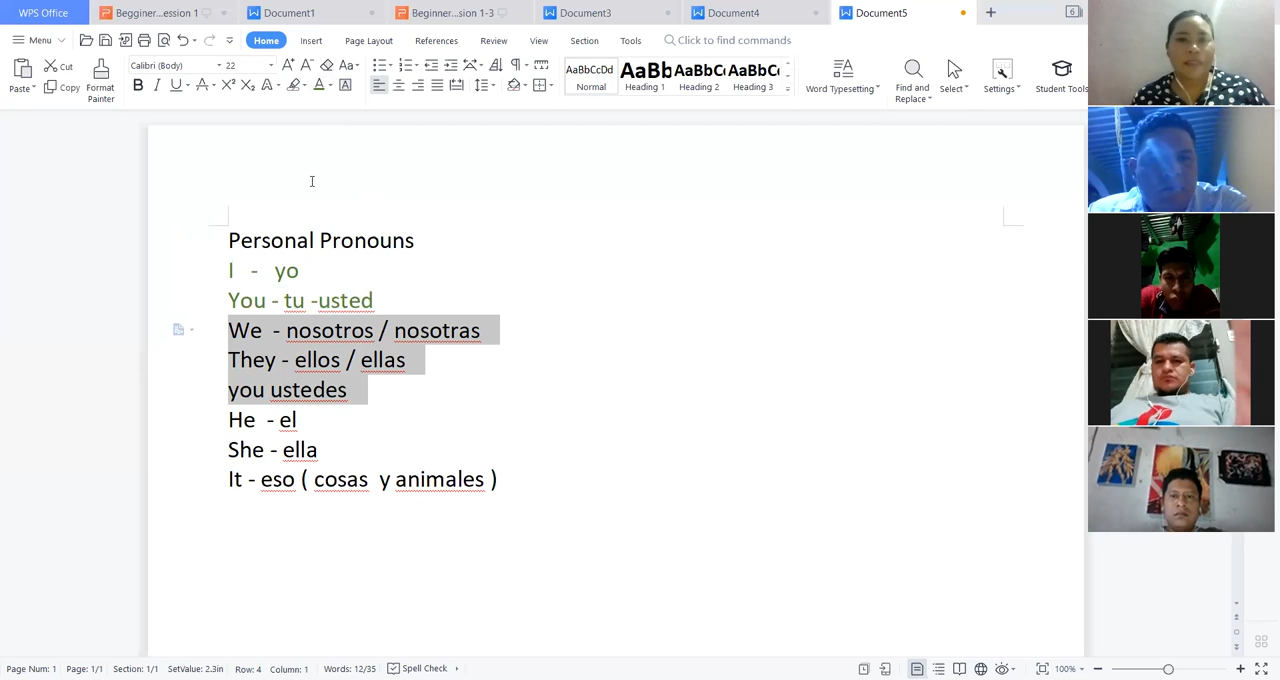 WPS Office
Begginer...ession 1
Document1
Beginner...sion 1-3
Document3
Document4
Document5
6
Menu
Home
Insert
Page Layout
References
Review
View
Section
Tools
Click to find commands
Paste
Cut
Copy
Format Painter
Calibri (Body)
22
AaBbCcDd
Normal
AaBb
Heading 1
AaBbC
Heading 2
AaBbC
Heading 3
Word Typesetting
Find and Replace
Select
Settings
Student Tools
Personal Pronouns
I - yo
You - tu -usted
We - nosotros / nosotras
They - ellos / ellas
you ustedes
He - el
She - ella
It - eso ( cosas y animales )
Page Num: 1
Page: 1/1
Section: 1/1
SetValue: 2.3in
Row: 4
Column: 1
Words: 12/35
Spell Check
100%